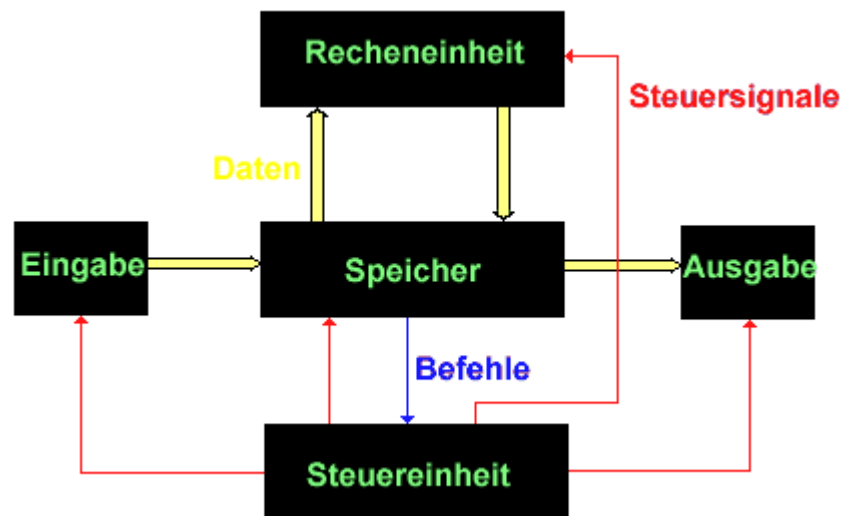 Recheneinheit
Steuersignale
Daten
Eingabe
Speicher
Ausgabe
Befehle
Steuereinheit